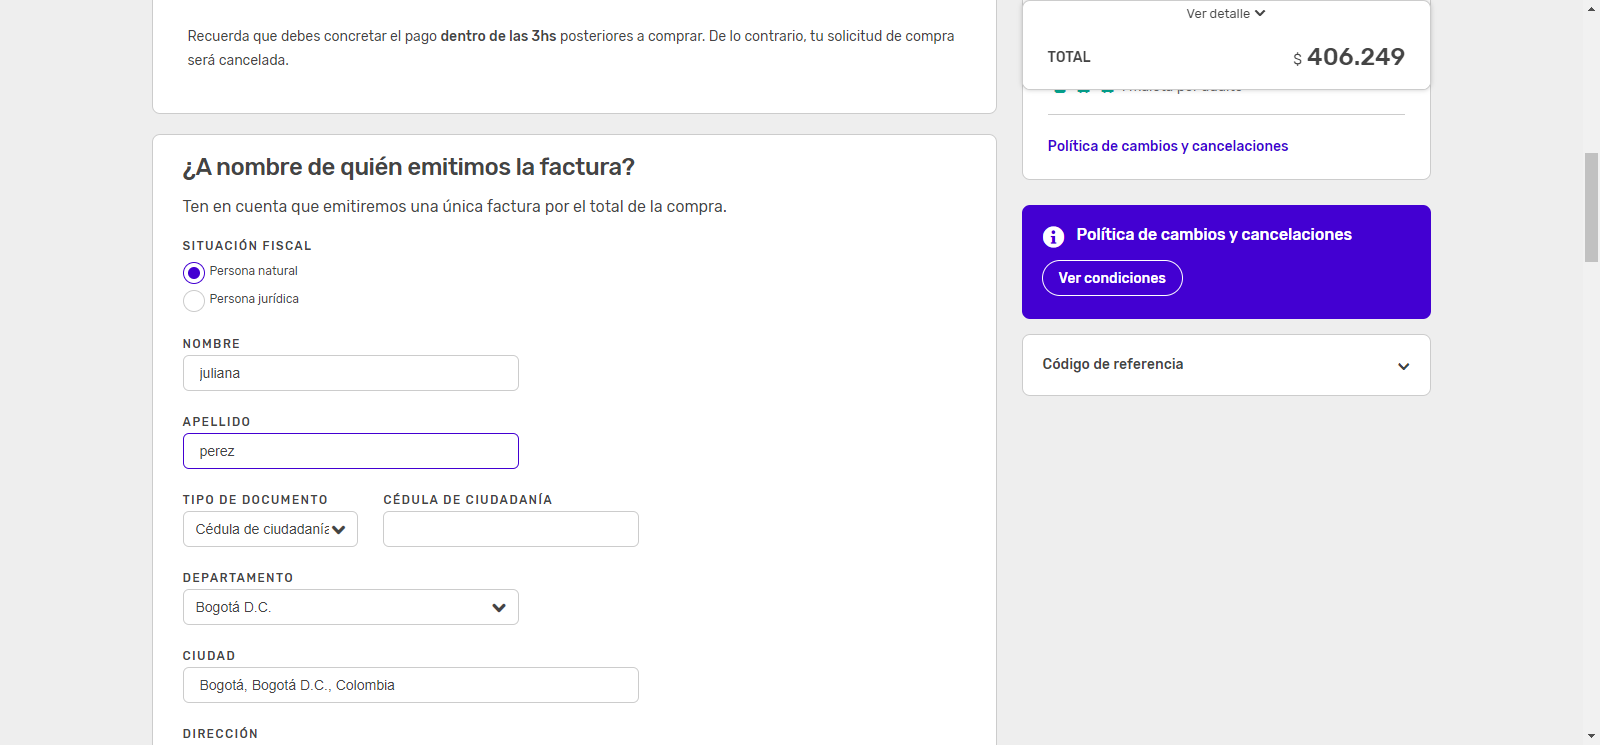 Recuerda que debes concretar el pago dentro de las 3hs posteriores a comprar. De lo contrario, tu solicitud de compra
será cancelada.
¿A nombre de quién emitimos la factura?
Ten en cuenta que emitiremos una única factura por el total de la compra.
SITUACIÓN FISCAL
Persona natural
Persona jurídica
NOMBRE
juliana
APELLIDO
perez
TIPO DE DOCUMENTO
Cédula de ciudadanía
CÉDULA DE CIUDADANÍA
DEPARTAMENTO
Bogotá D.C.
CIUDAD
Bogotá, Bogotá D.C., Colombia
DIRECCIÓN
Ver detalle
TOTAL
$ 406.249
Política de cambios y cancelaciones
Política de cambios y cancelaciones
Ver condiciones
Código de referencia